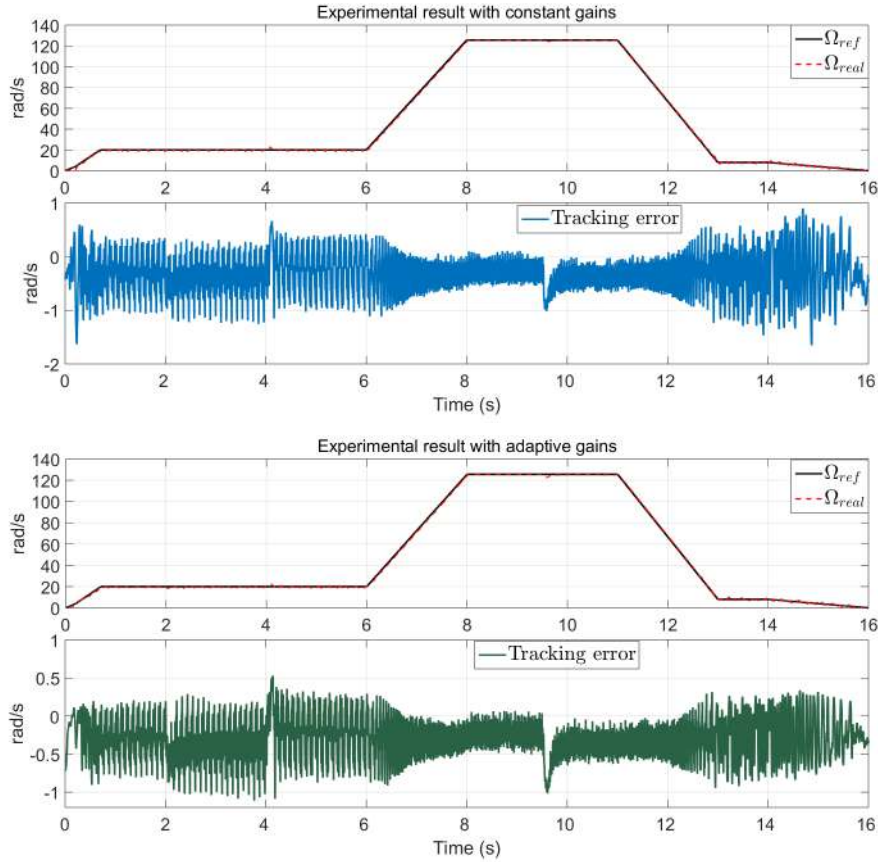 Experimental result with constant gains
140
120
100
80
60
40
20
0
rad/s
Ω_ref
Ω_real
0 2 4 6 8 10 12 14 16
1
0
-1
-2
rad/s
Tracking error
0 2 4 6 8 10 12 14 16
Time (s)
Experimental result with adaptive gains
140
120
100
80
60
40
20
0
rad/s
Ω_ref
Ω_real
0 2 4 6 8 10 12 14 16
0.5
0
-0.5
-1
rad/s
Tracking error
0 2 4 6 8 10 12 14 16
Time (s)